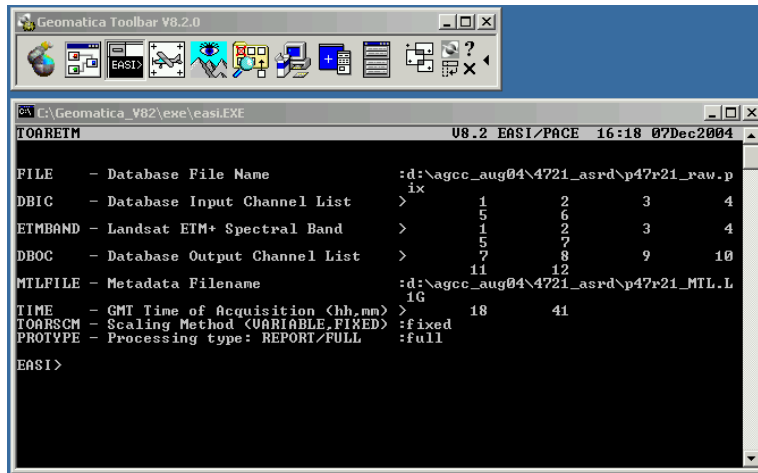 Geomatica Toolbar V8.2.0
EASI>
?
C:\Geomatica_V82\exe\easi.EXE
TOARETM V8.2 EASI/PACE 16:18 07Dec2004
FILE - Database File Name :d:\agcc_aug04\4721_asrd\p47r21_raw.p
ix
DBIC - Database Input Channel List > 1 2 3 4
5 6
ETMBAND - Landsat ETM+ Spectral Band > 1 2 3 4
5 7
DBOC - Database Output Channel List > 7 8 9 10
11 12
MTLFILE - Metadata Filename :d:\agcc_aug04\4721_asrd\p47r21_MTL.L
1G
TIME - GMT Time of Acquisition (hh,mm) > 18 41
TOARSCM - Scaling Method (VARIABLE,FIXED) :fixed
PROTYPE - Processing type: REPORT/FULL :full
EASI>